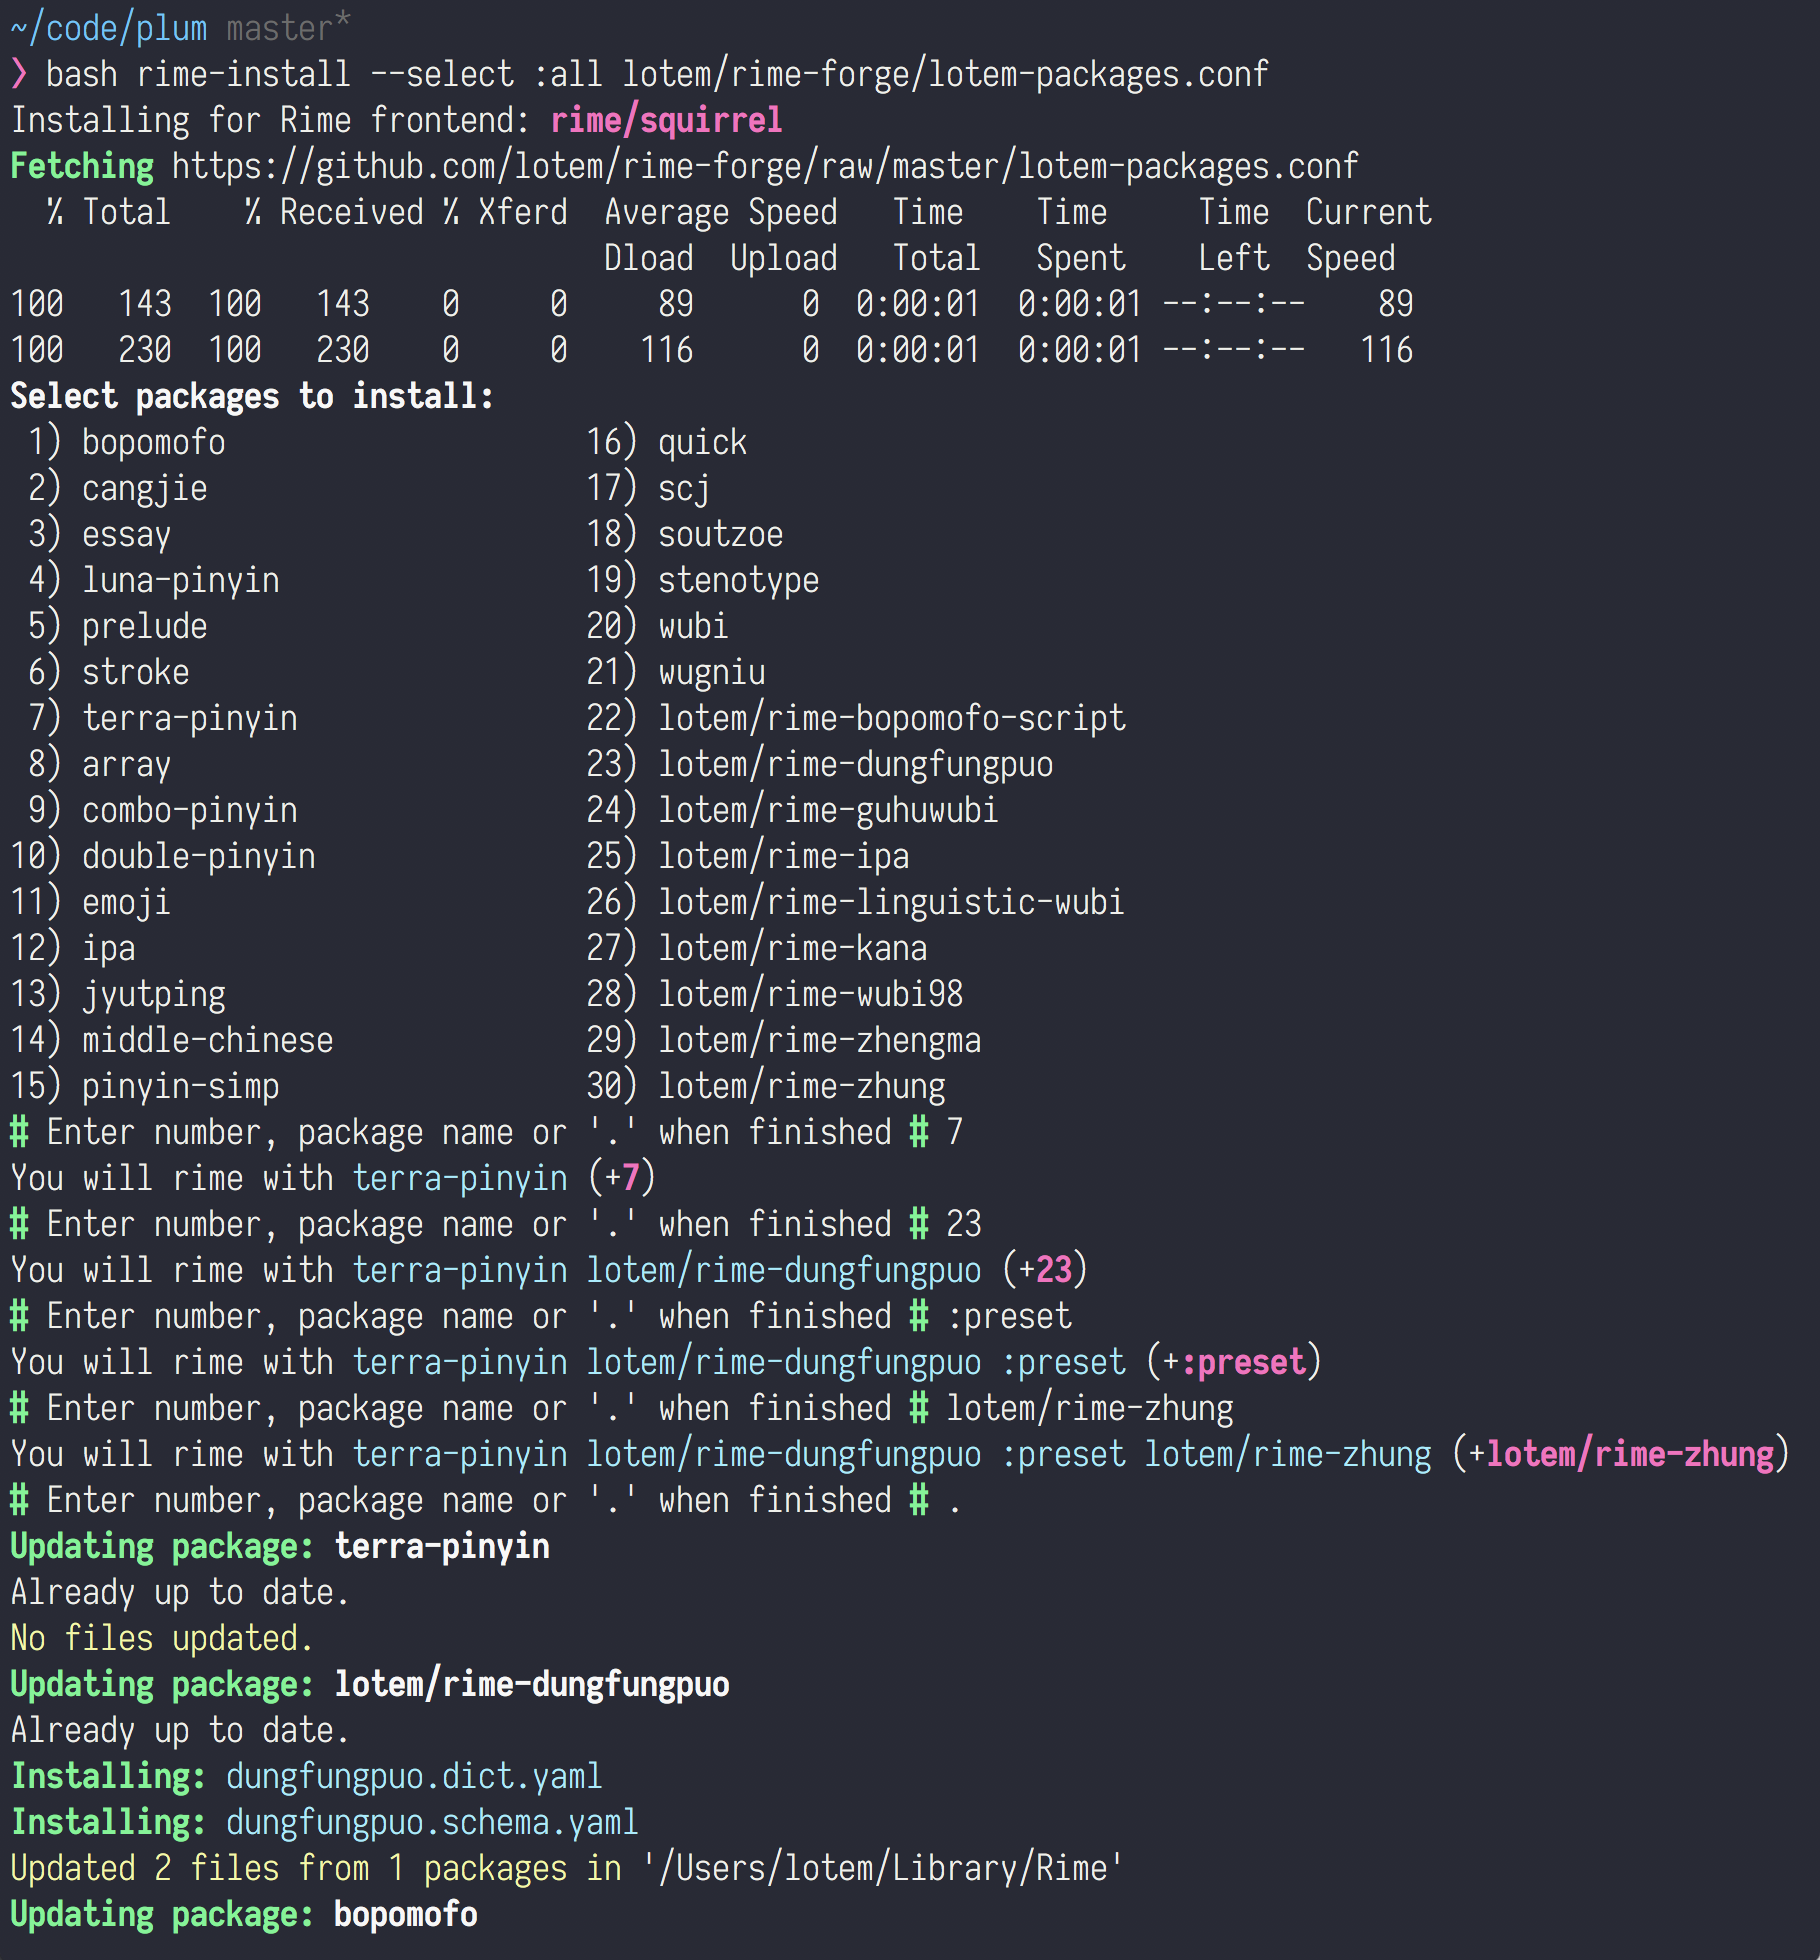 ~/code/plum master*
❯ bash rime-install --select :all lotem/rime-forge/lotem-packages.conf
Installing for Rime frontend: rime/squirrel
Fetching https://github.com/lotem/rime-forge/raw/master/lotem-packages.conf
  % Total    % Received % Xferd  Average Speed   Time    Time     Time  Current
                                 Dload  Upload   Total   Spent    Left  Speed
100   143  100   143    0     0     89      0  0:00:01  0:00:01 --:--:--    89
100   230  100   230    0     0    116      0  0:00:01  0:00:01 --:--:--   116
Select packages to install:
 1) bopomofo                    16) quick
 2) cangjie                     17) scj
 3) essay                       18) soutzoe
 4) luna-pinyin                 19) stenotype
 5) prelude                     20) wubi
 6) stroke                      21) wugniu
 7) terra-pinyin                22) lotem/rime-bopomofo-script
 8) array                       23) lotem/rime-dungfungpuo
 9) combo-pinyin                24) lotem/rime-guhuwubi
10) double-pinyin               25) lotem/rime-ipa
11) emoji                       26) lotem/rime-linguistic-wubi
12) ipa                         27) lotem/rime-kana
13) jyutping                    28) lotem/rime-wubi98
14) middle-chinese              29) lotem/rime-zhengma
15) pinyin-simp                 30) lotem/rime-zhung
# Enter number, package name or '.' when finished # 7
You will rime with terra-pinyin (+7)
# Enter number, package name or '.' when finished # 23
You will rime with terra-pinyin lotem/rime-dungfungpuo (+23)
# Enter number, package name or '.' when finished # :preset
You will rime with terra-pinyin lotem/rime-dungfungpuo :preset (+:preset)
# Enter number, package name or '.' when finished # lotem/rime-zhung
You will rime with terra-pinyin lotem/rime-dungfungpuo :preset lotem/rime-zhung (+lotem/rime-zhung)
# Enter number, package name or '.' when finished # .
Updating package: terra-pinyin
Already up to date.
No files updated.
Updating package: lotem/rime-dungfungpuo
Already up to date.
Installing: dungfungpuo.dict.yaml
Installing: dungfungpuo.schema.yaml
Updated 2 files from 1 packages in '/Users/lotem/Library/Rime'
Updating package: bopomofo